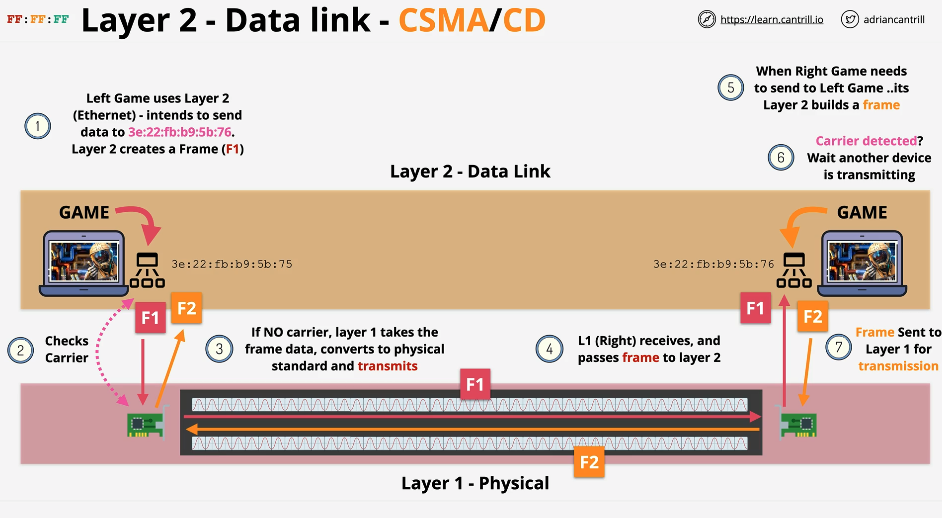 FF:FF:FF
Layer 2 - Data link - CSMA/CD
https://learn.cantrill.io
adriancantrill
1
Left Game uses Layer 2
(Ethernet) - intends to send
data to 3e:22:fb:b9:5b:76.
Layer 2 creates a Frame (F1)
5
When Right Game needs
to send to Left Game ..its
Layer 2 builds a frame
6
Carrier detected?
Wait another device
is transmitting
Layer 2 - Data Link
GAME
GAME
3e:22:fb:b9:5b:75
3e:22:fb:b9:5b:76
F1
F2
F1
F2
2
Checks
Carrier
3
If NO carrier, layer 1 takes the
frame data, converts to physical
standard and transmits
4
L1 (Right) receives, and
passes frame to layer 2
7
Frame Sent to
Layer 1 for
transmission
F1
F2
Layer 1 - Physical